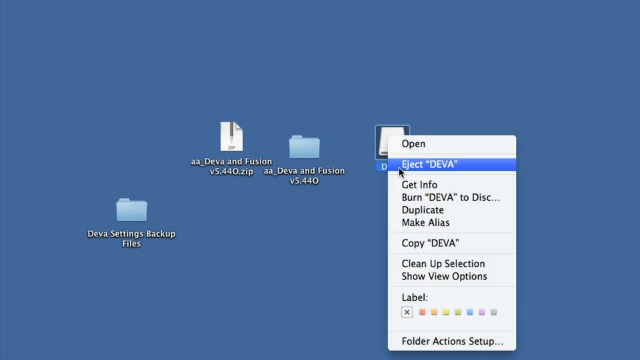 ZIP
aa_Deva and Fusion
v5.44O.zip
aa_Deva and Fusion
v5.44O
Deva Settings Backup
Files
Open
Eject "DEVA"
Get Info
Burn "DEVA" to Disc...
Duplicate
Make Alias
Copy "DEVA"
Clean Up Selection
Show View Options
Label:
Folder Actions Setup...